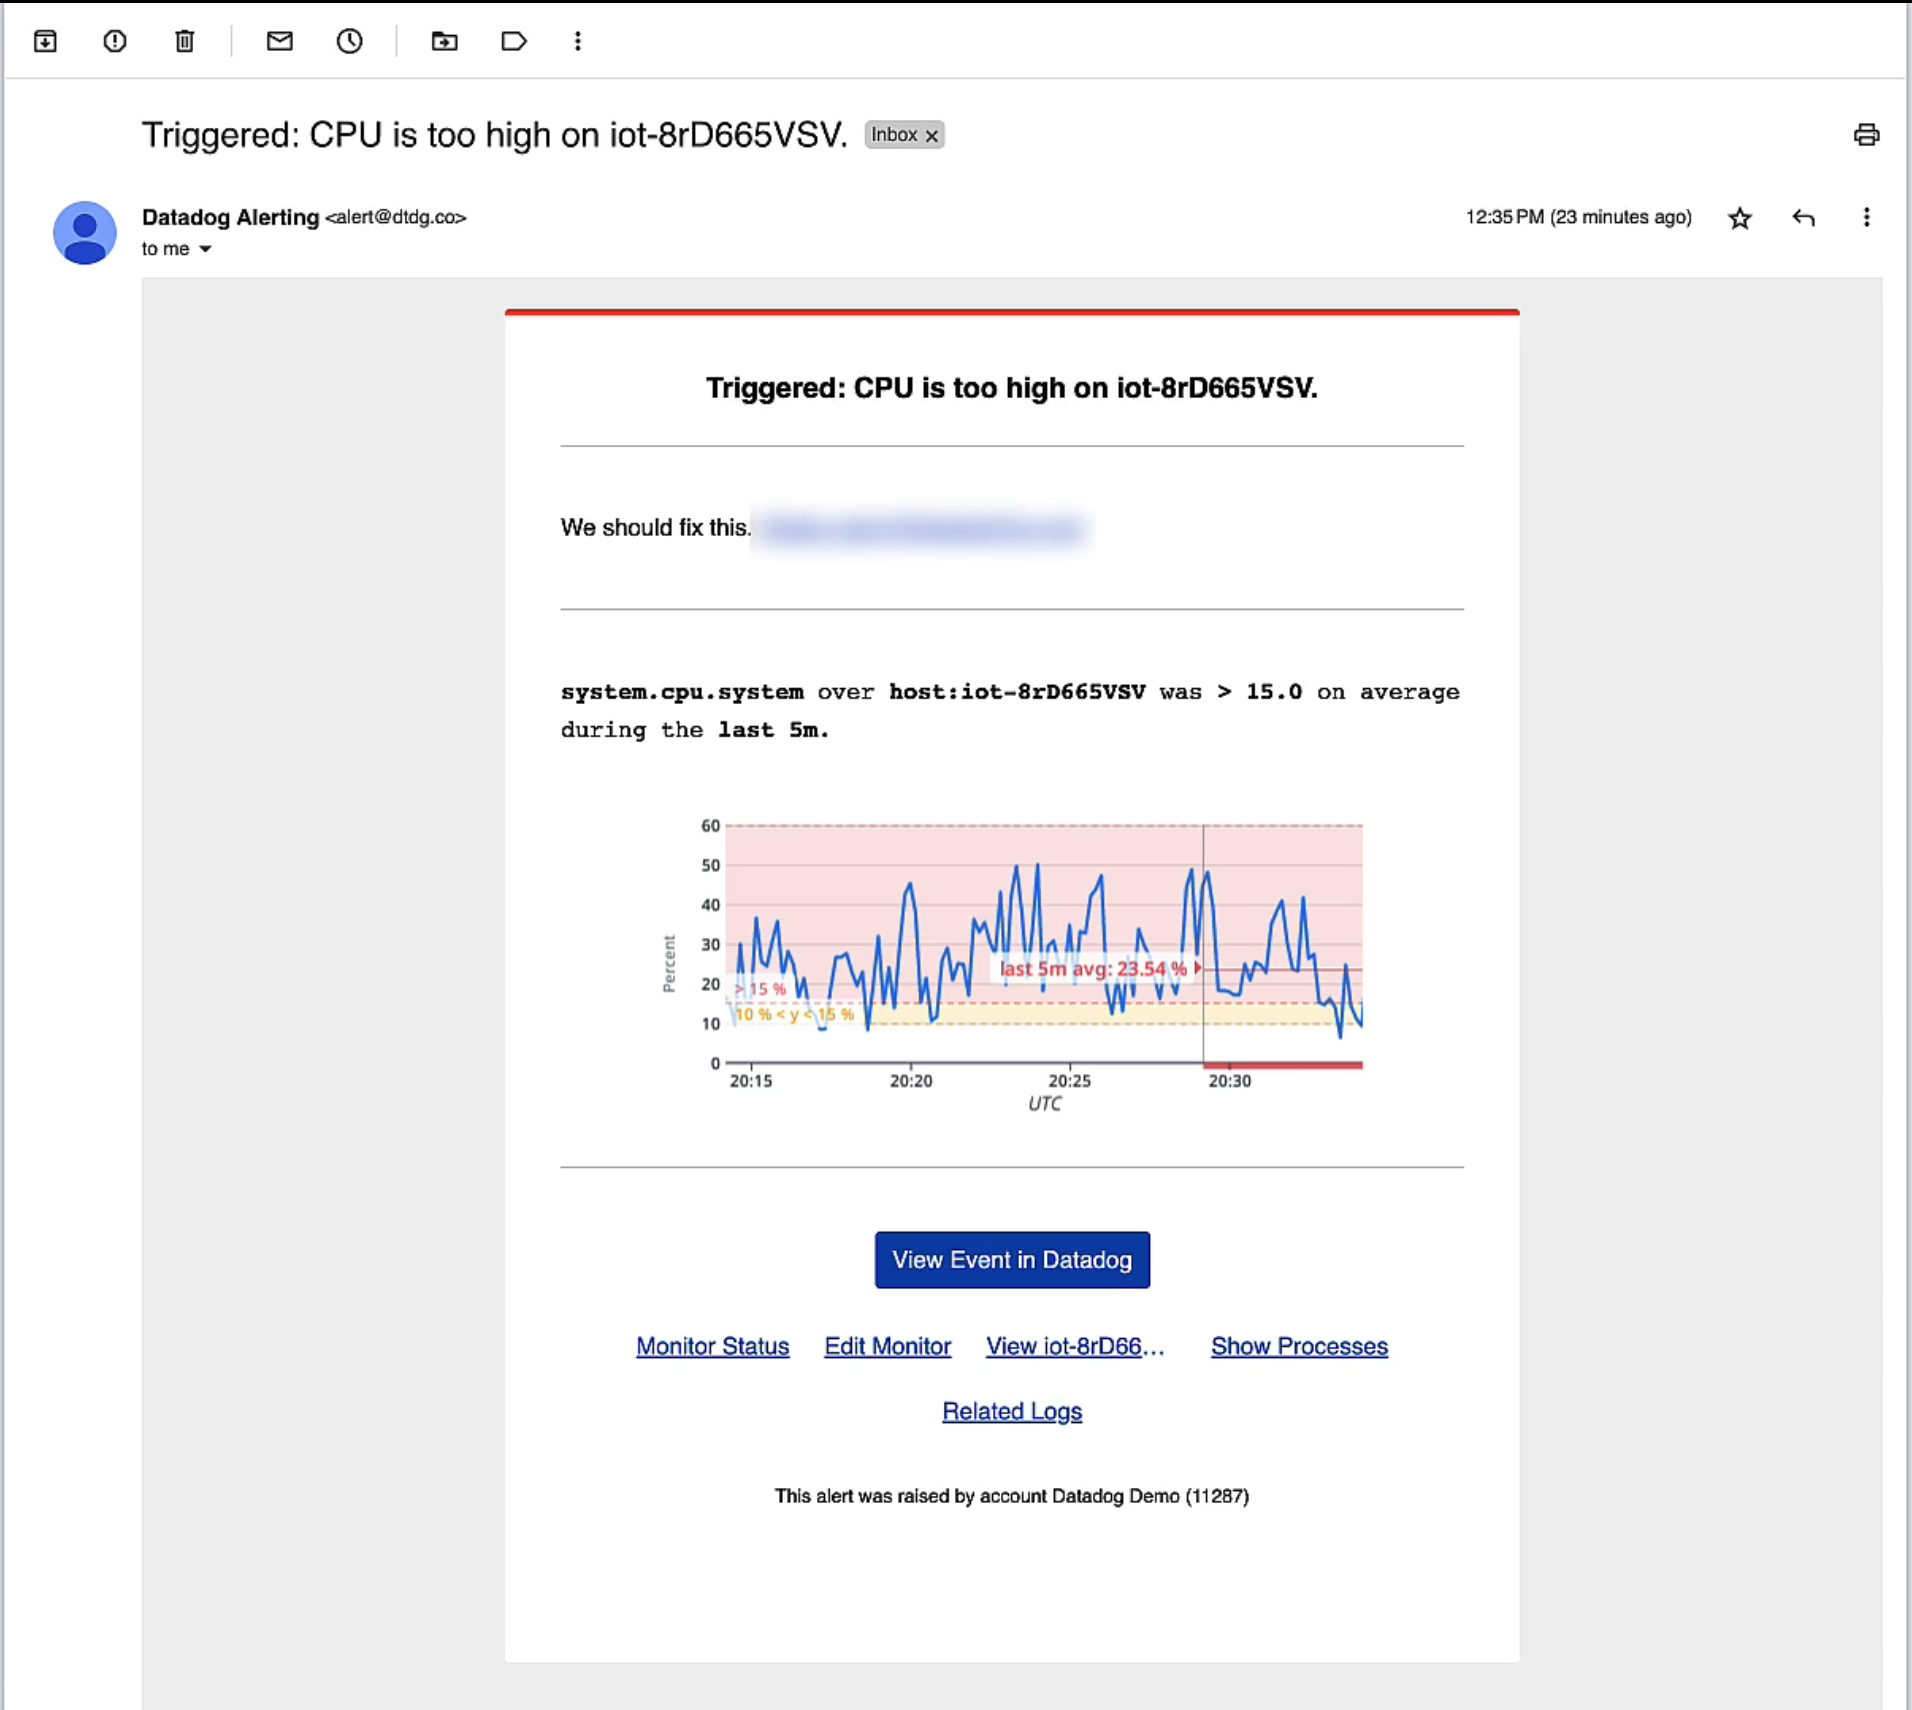 Triggered: CPU is too high on iot-8rD665VSV. Inbox x
Datadog Alerting <alert@dtdg.co> 12:35 PM (23 minutes ago)
to me
Triggered: CPU is too high on iot-8rD665VSV.
We should fix this.
system.cpu.system over host:iot-8rD665VSV was > 15.0 on average
during the last 5m.
60
50
40
30
20
10
0
Percent
last 5m avg: 23.54 %
> 15 %
10 % < y < 15 %
20:15 20:20 20:25 20:30
UTC
View Event in Datadog
Monitor Status Edit Monitor View iot-8rD66... Show Processes
Related Logs
This alert was raised by account Datadog Demo (11287)